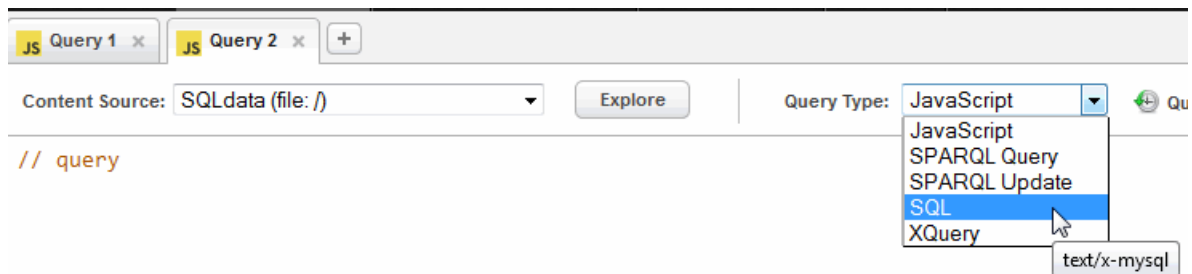 JS Query 1 × JS Query 2 × +
Content Source: SQLdata (file: /) Explore Query Type: JavaScript Qu
JavaScript
// query
SPARQL Query
SPARQL Update
SQL
XQuery
text/x-mysql